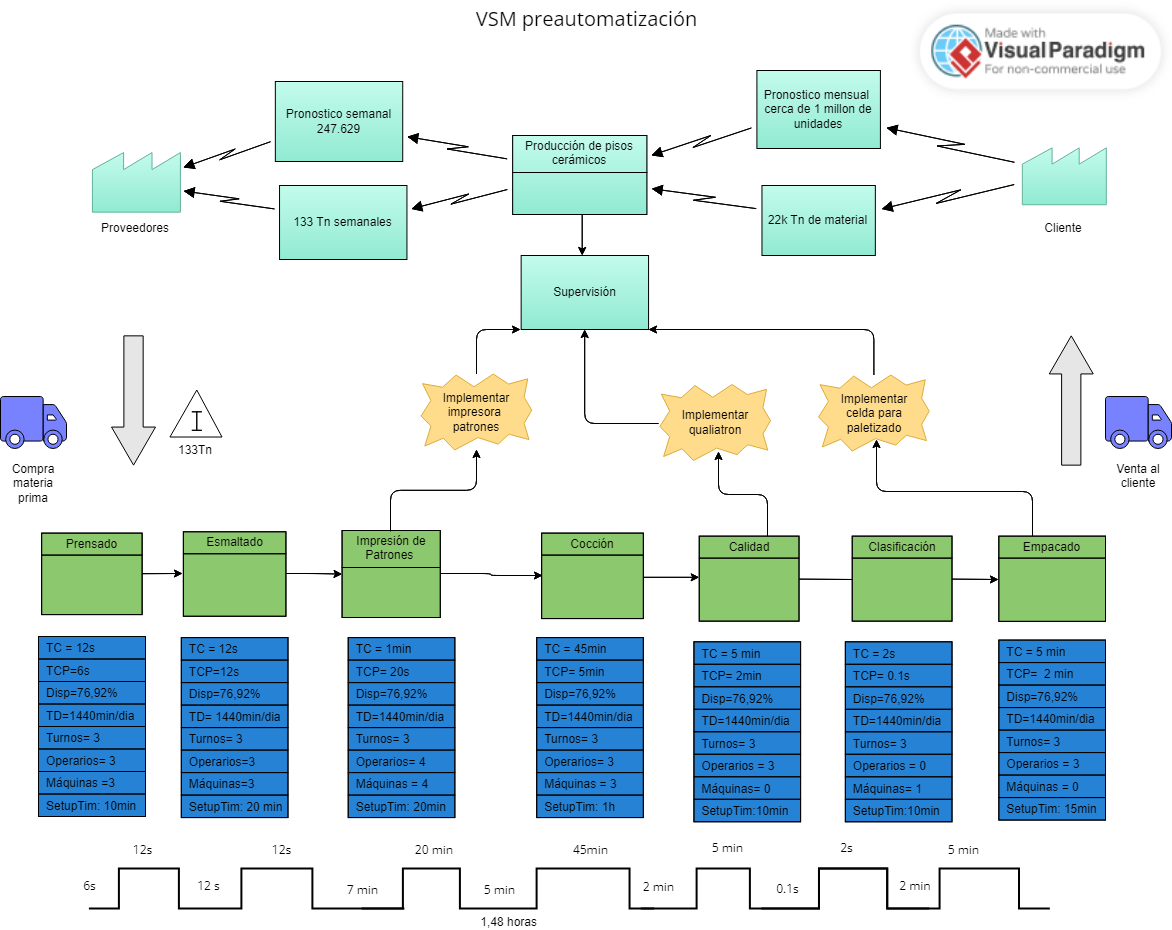 VSM preautomatización
Made with
Visual Paradigm
For non-commercial use
Pronostico semanal
247.629
Producción de pisos
cerámicos
Pronostico mensual
cerca de 1 millon de
unidades
Proveedores
133 Tn semanales
22k Tn de material
Cliente
Supervisión
Implementar
impresora
patrones
Implementar
qualiatron
Implementar
celda para
paletizado
I
133Tn
Compra
materia
prima
Venta al
cliente
Prensado
Esmaltado
Impresión de
Patrones
Cocción
Calidad
Clasificación
Empacado
TC = 12s
TCP=6s
Disp=76,92%
TD=1440min/dia
Turnos= 3
Operarios= 3
Máquinas =3
SetupTim: 10min
TC = 12s
TCP=12s
Disp=76,92%
TD= 1440min/dia
Turnos= 3
Operarios=3
Máquinas=3
SetupTim: 20 min
TC = 1min
TCP= 20s
Disp=76,92%
TD=1440min/dia
Turnos= 3
Operarios= 4
Máquinas = 4
SetupTim: 20min
TC = 45min
TCP= 5min
Disp=76,92%
TD=1440min/dia
Turnos= 3
Operarios= 3
Máquinas= 3
SetupTim: 1h
TC = 5 min
TCP= 2min
Disp=76,92%
TD=1440min/dia
Turnos= 3
Operarios = 3
Máquinas= 0
SetupTim:10min
TC = 2s
TCP= 0.1s
Disp=76,92%
TD=1440min/dia
Turnos= 3
Operarios = 0
Máquinas= 1
SetupTim:10min
TC = 5 min
TCP=  2 min
Disp=76,92%
TD=1440min/dia
Turnos= 3
Operarios = 3
Máquinas = 0
SetupTim: 15min
12s
12s
20 min
45min
5 min
2s
5 min
6s
12 s
7 min
5 min
2 min
0.1s
2 min
1,48 horas